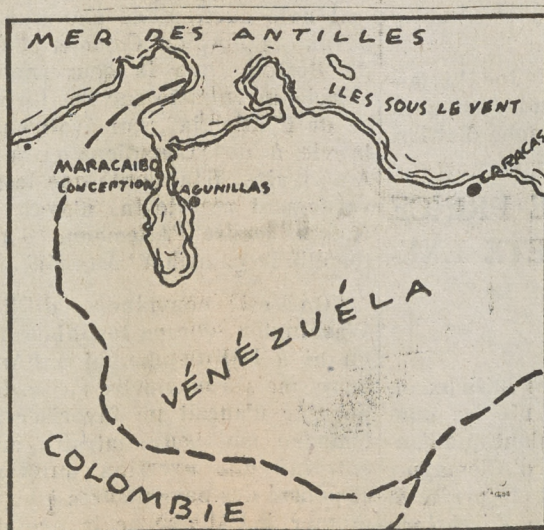 MER DES ANTILLES
ILES SOUS LE VENT
CARACAS
MARACAIBO
CONCEPTION
LAGUNILLAS
VÉNÉZUÉLA
COLOMBIE